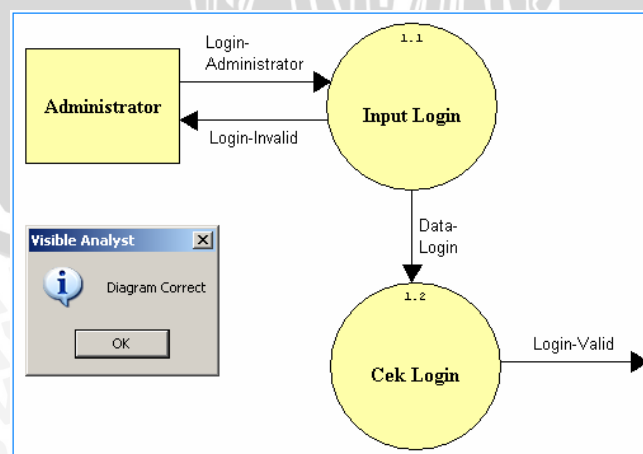 Login-
Administrator
1.1
Administrator
Input Login
Login-Invalid
Data-
Login
Visible Analyst
Diagram Correct
OK
1.2
Login-Valid
Cek Login